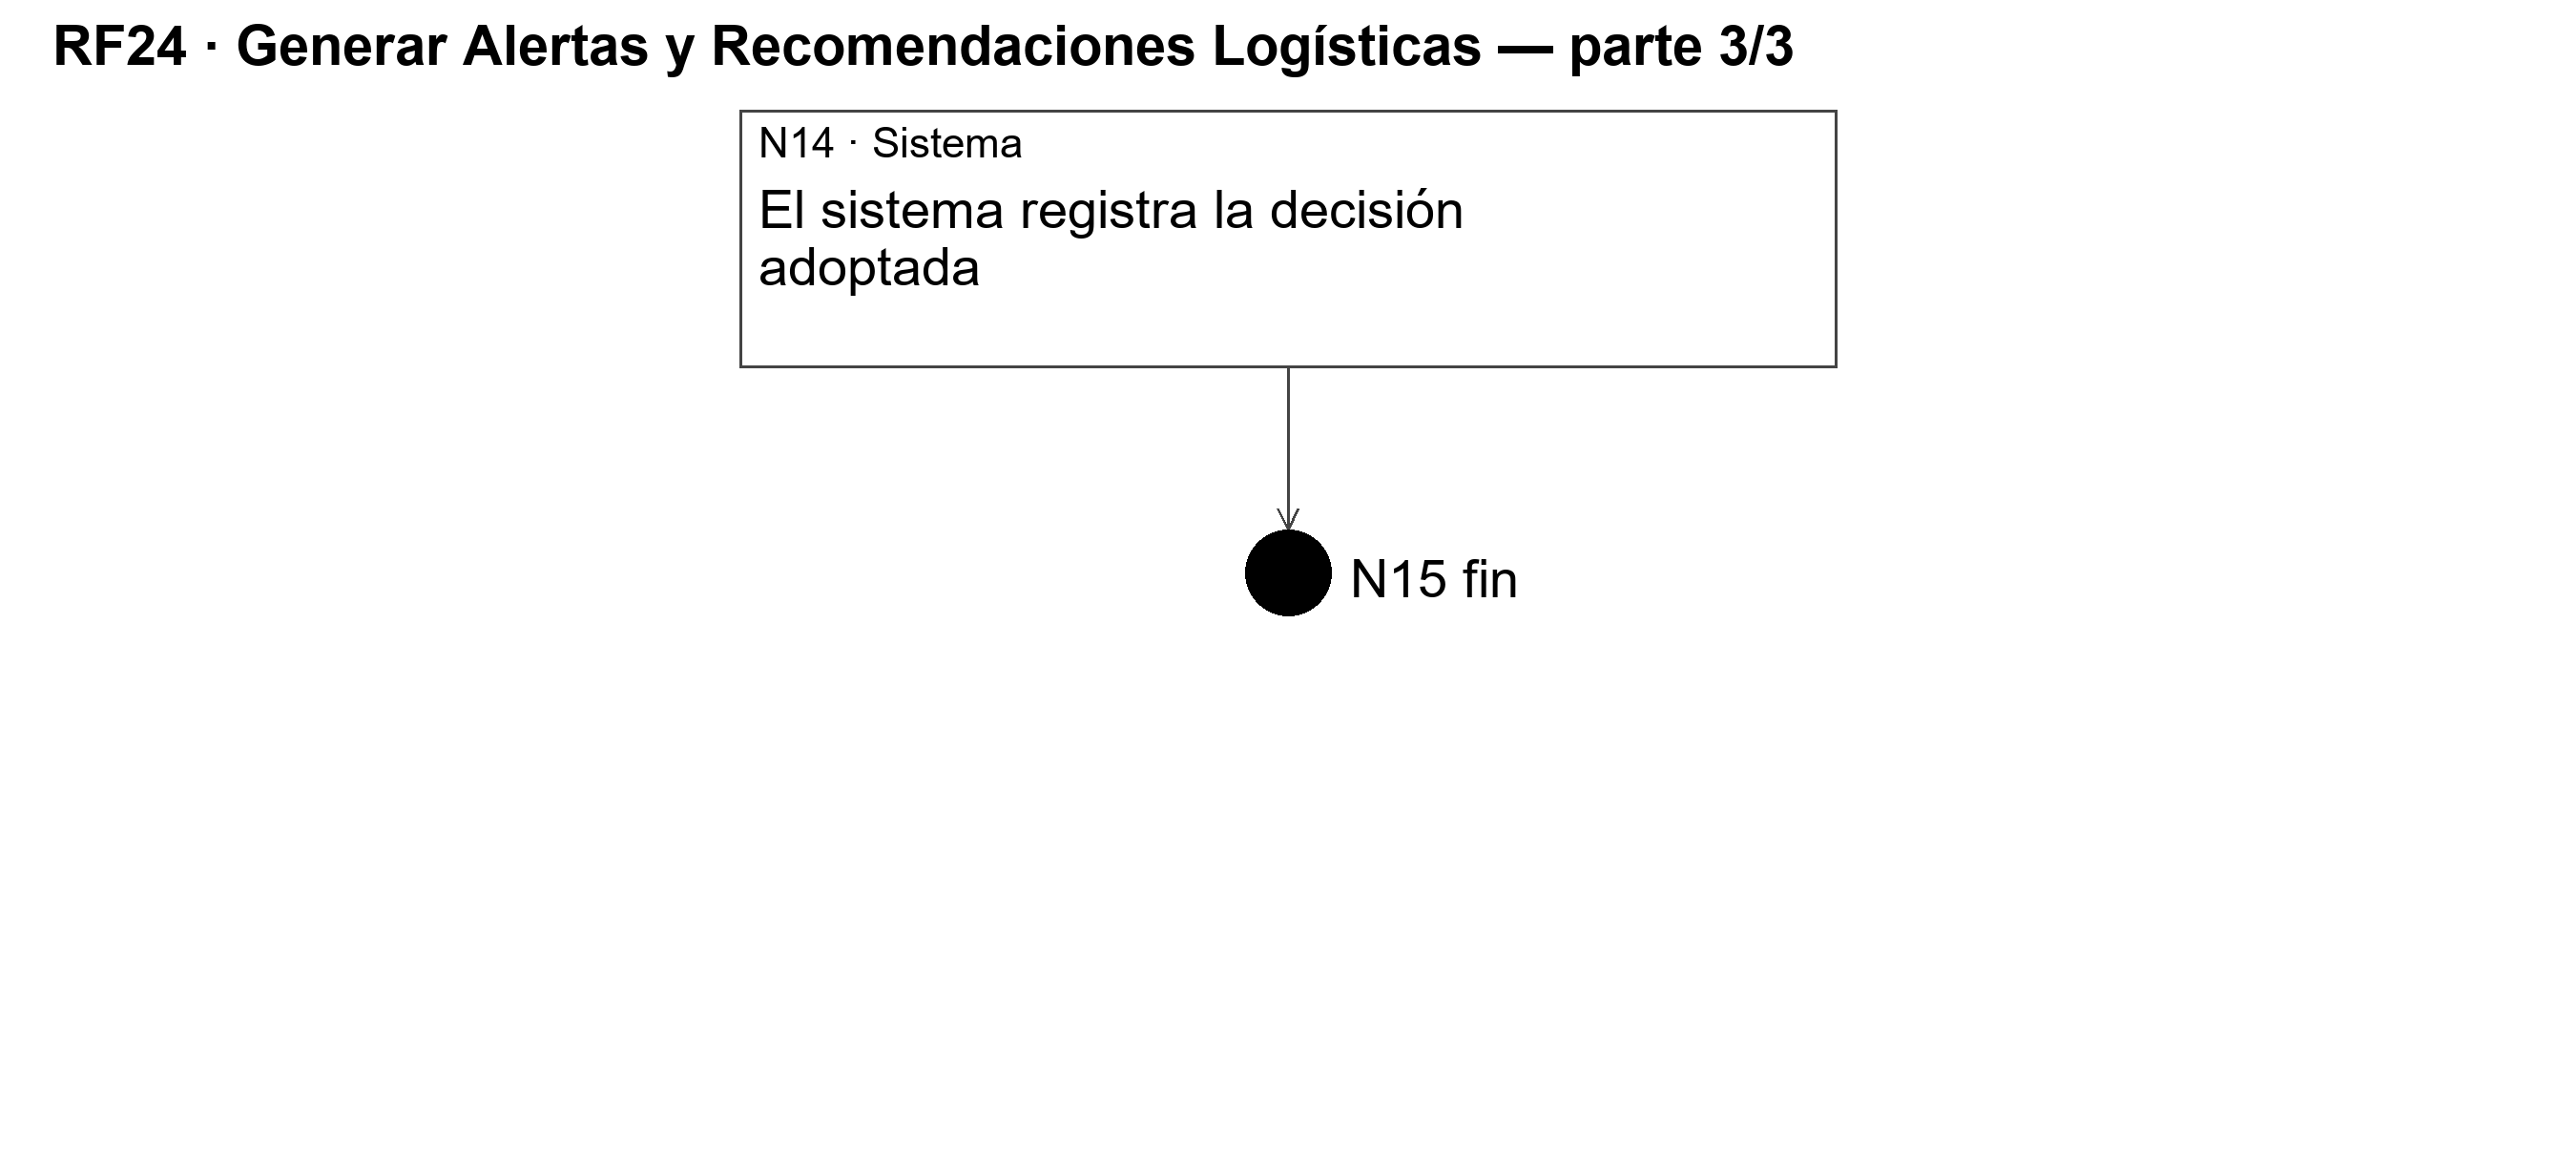 RF24 · Generar Alertas y Recomendaciones Logísticas — parte 3/3
N14 · Sistema
El sistema registra la decisión
adoptada
N15 fin